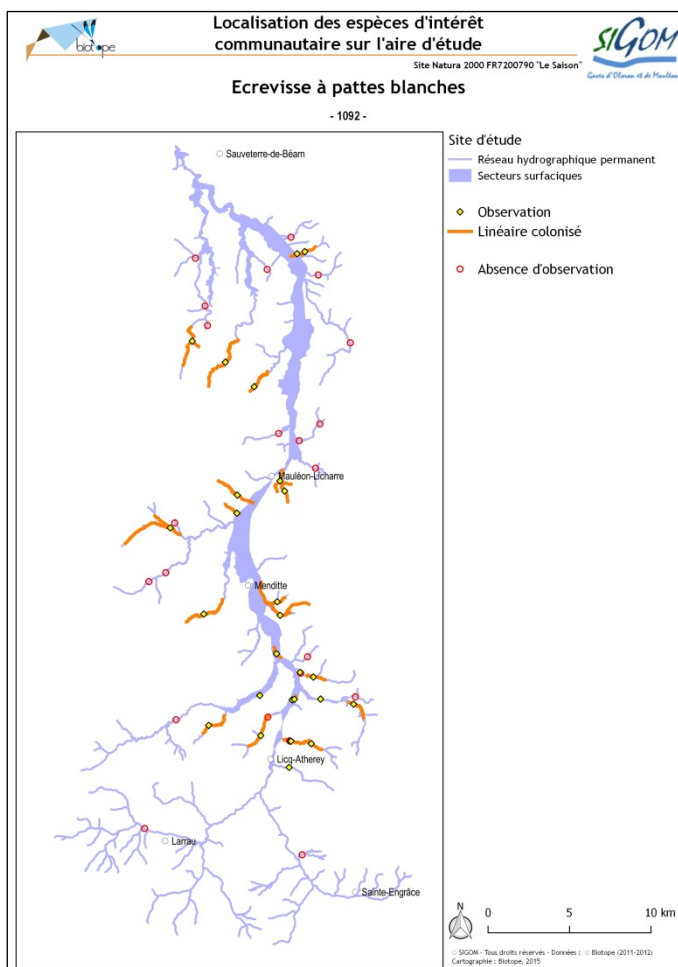 biotope
Localisation des espèces d'intérêt
communautaire sur l'aire d'étude
SIGOM
Gaves d'Oloron et de Mauléon
Site Natura 2000 FR7200790 "Le Saison"
Ecrevisse à pattes blanches
- 1092 -
Site d'étude
Réseau hydrographique permanent
Secteurs surfaciques
Observation
Linéaire colonisé
Absence d'observation
Sauveterre-de-Béarn
Mauléon-Licharre
Menditte
Licq-Atherey
Larrau
Sainte-Engrâce
N
0 5 10 km
© SIGOM - Tous droits réservés - Données : © Biotope (2011-2012)
Cartographie : Biotope, 2015